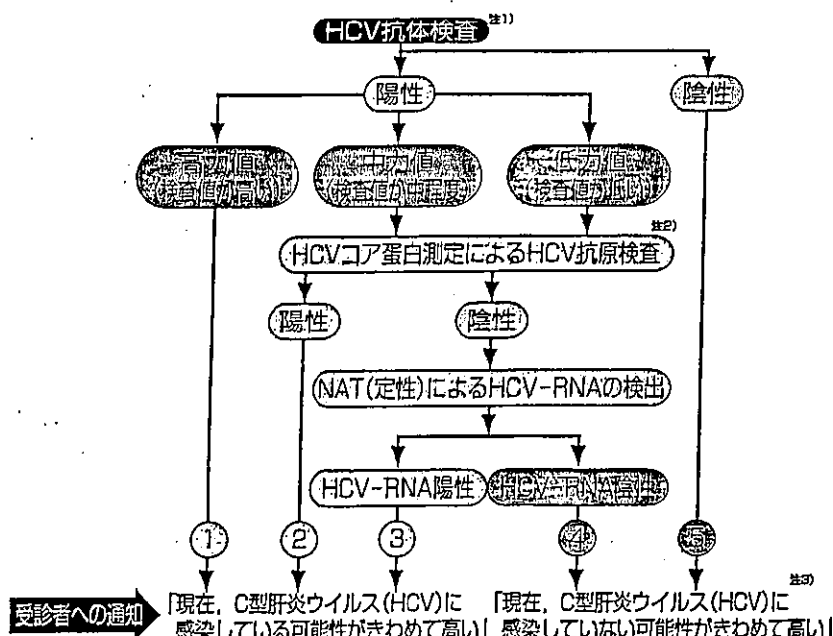 HCV抗体検査 注1)
陽性
陰性
高力価
(検査値が高い)
中力価
(検査値が中程度)
低力価
(検査値が低い)
HCVコア蛋白測定によるHCV抗原検査 注2)
陽性
陰性
NAT(定性)によるHCV-RNAの検出
HCV-RNA陽性
HCV-RNA陰性
① ② ③ ④ ⑤
受診者への通知
「現在，C型肝炎ウイルス(HCV)に
感染している可能性がきわめて高い」
「現在，C型肝炎ウイルス(HCV)に 注3)
感染していない可能性がきわめて高い」